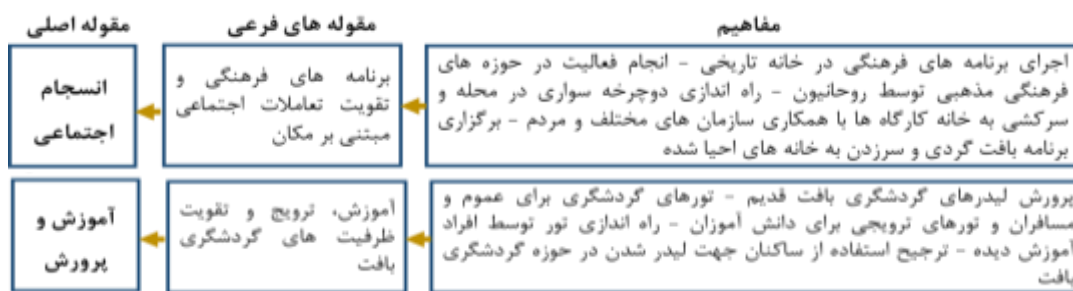 مفاهیم
مقوله های فرعی
مقوله اصلی
اجرای برنامه های فرهنگی در خانه تاریخی - انجام فعالیت در حوزه های
فرهنگی مذهبی توسط روحانیون - راه اندازی دوچرخه سواری در محله و
سرکشی به خانه کارگاه ها با همکاری سازمان های مختلف و مردم - برگزاری
برنامه بافت گردی و سرزدن به خانه های احیا شده
برنامه های فرهنگی و
تقویت تعاملات اجتماعی
مبتنی بر مکان
انسجام
اجتماعی
پرورش لیدرهای گردشگری بافت قدیم - تورهای گردشگری برای عموم و
مسافران و تورهای ترویجی برای دانش آموزان - راه اندازی تور توسط افراد
آموزش دیده - ترجیح استفاده از ساکنان جهت لیدر شدن در حوزه گردشگری
بافت
آموزش، ترویج و تقویت
ظرفیت های گردشگری
بافت
آموزش و
پرورش